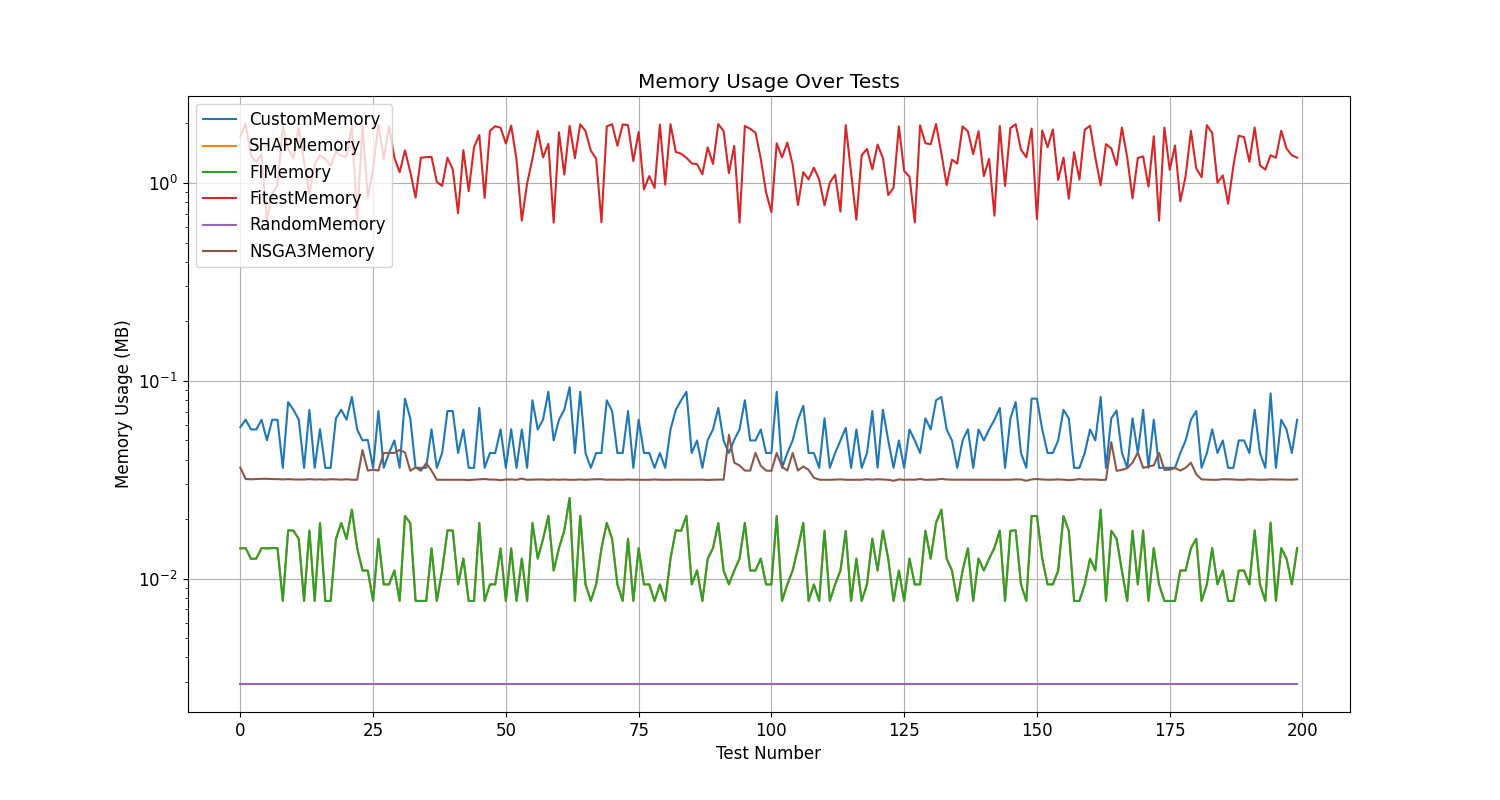 Memory Usage Over Tests
CustomMemory
SHAPMemory
FIMemory
FitestMemory
RandomMemory
NSGA3Memory
Memory Usage (MB)
10⁰
10⁻¹
10⁻²
0 25 50 75 100 125 150 175 200
Test Number